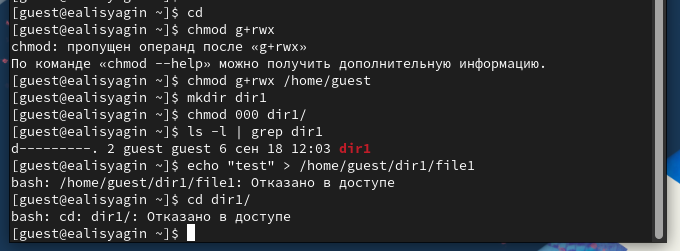 [guest@ealisyagin ~]$ cd
[guest@ealisyagin ~]$ chmod g+rwx
chmod: пропущен операнд после «g+rwx»
По команде «chmod --help» можно получить дополнительную информацию.
[guest@ealisyagin ~]$ chmod g+rwx /home/guest
[guest@ealisyagin ~]$ mkdir dir1
[guest@ealisyagin ~]$ chmod 000 dir1/
[guest@ealisyagin ~]$ ls -l | grep dir1
d---------. 2 guest guest 6 сен 18 12:03 dir1
[guest@ealisyagin ~]$ echo "test" > /home/guest/dir1/file1
bash: /home/guest/dir1/file1: Отказано в доступе
[guest@ealisyagin ~]$ cd dir1/
bash: cd: dir1/: Отказано в доступе
[guest@ealisyagin ~]$